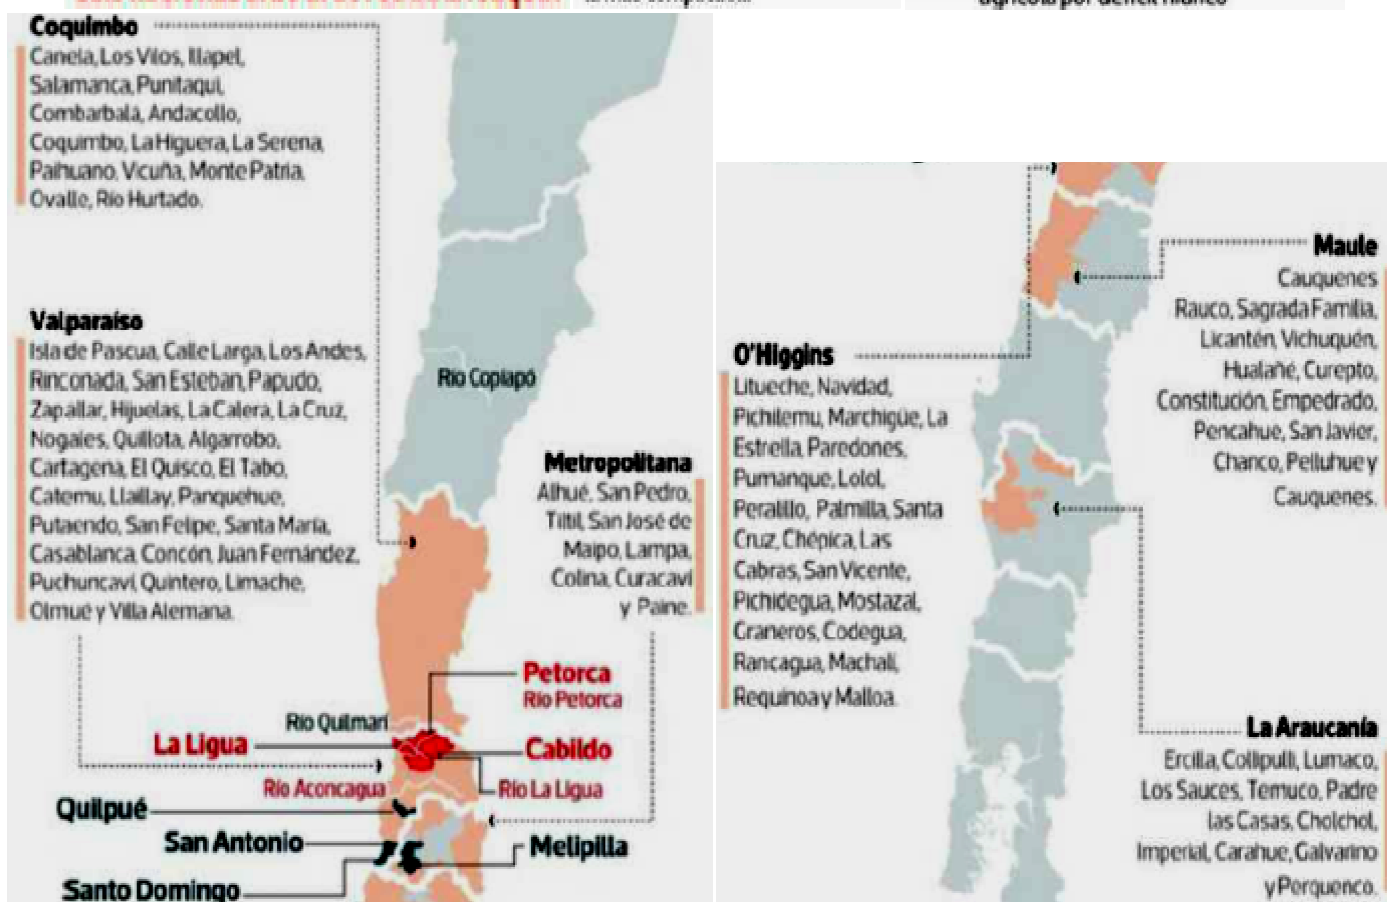 agrícola por déficit hídrico
Coquimbo
Canela, Los Vilos, Illapel,
Salamanca, Punitaqui,
Combarbalá, Andacollo,
Coquimbo, La Higuera, La Serena,
Paihuano, Vicuña, Monte Patria,
Ovalle, Río Hurtado.
Valparaíso
Isla de Pascua, Calle Larga, Los Andes,
Rinconada, San Esteban, Papudo,
Zapallar, Hijuelas, La Calera, La Cruz,
Nogales, Quillota, Algarrobo,
Cartagena, El Quisco, El Tabo,
Catemu, Llaillay, Panquehue,
Putaendo, San Felipe, Santa María,
Casablanca, Concón, Juan Fernández,
Puchuncaví, Quintero, Limache,
Olmué y Villa Alemana.
Río Copiapó
Metropolitana
Alhué, San Pedro,
Tiltil, San José de
Maipo, Lampa,
Colina, Curacaví
y Paine.
Petorca
Río Petorca
Río Quilmarí
La Ligua
Cabildo
Río Aconcagua
Río La Ligua
Quilpué
San Antonio
Melipilla
Santo Domingo
Maule
Cauquenes
Rauco, Sagrada Familia,
Licantén, Vichuquén,
Hualañé, Curepto,
Constitución, Empedrado,
Pencahue, San Javier,
Chanco, Pelluhue y
Cauquenes.
O'Higgins
Litueche, Navidad,
Pichilemu, Marchigüe, La
Estrella, Paredones,
Pumanque, Lolol,
Peralillo, Palmilla, Santa
Cruz, Chépica, Las
Cabras, San Vicente,
Pichidegua, Mostazal,
Graneros, Codegua,
Rancagua, Machalí,
Requinoa y Malloa.
La Araucanía
Ercilla, Collipulli, Lumaco,
Los Sauces, Temuco, Padre
las Casas, Cholchol,
Imperial, Carahue, Galvarino
y Perquenco.